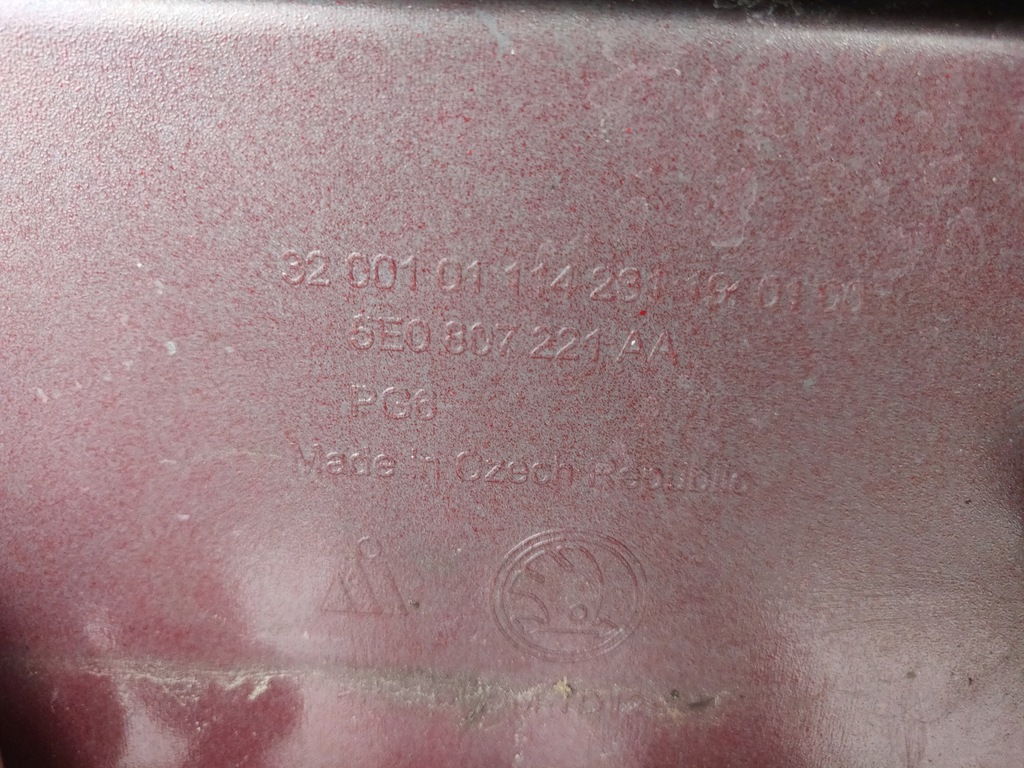 32 001 01 114 231
5E0 807 221 AA
PG6
Made in Czech Republic